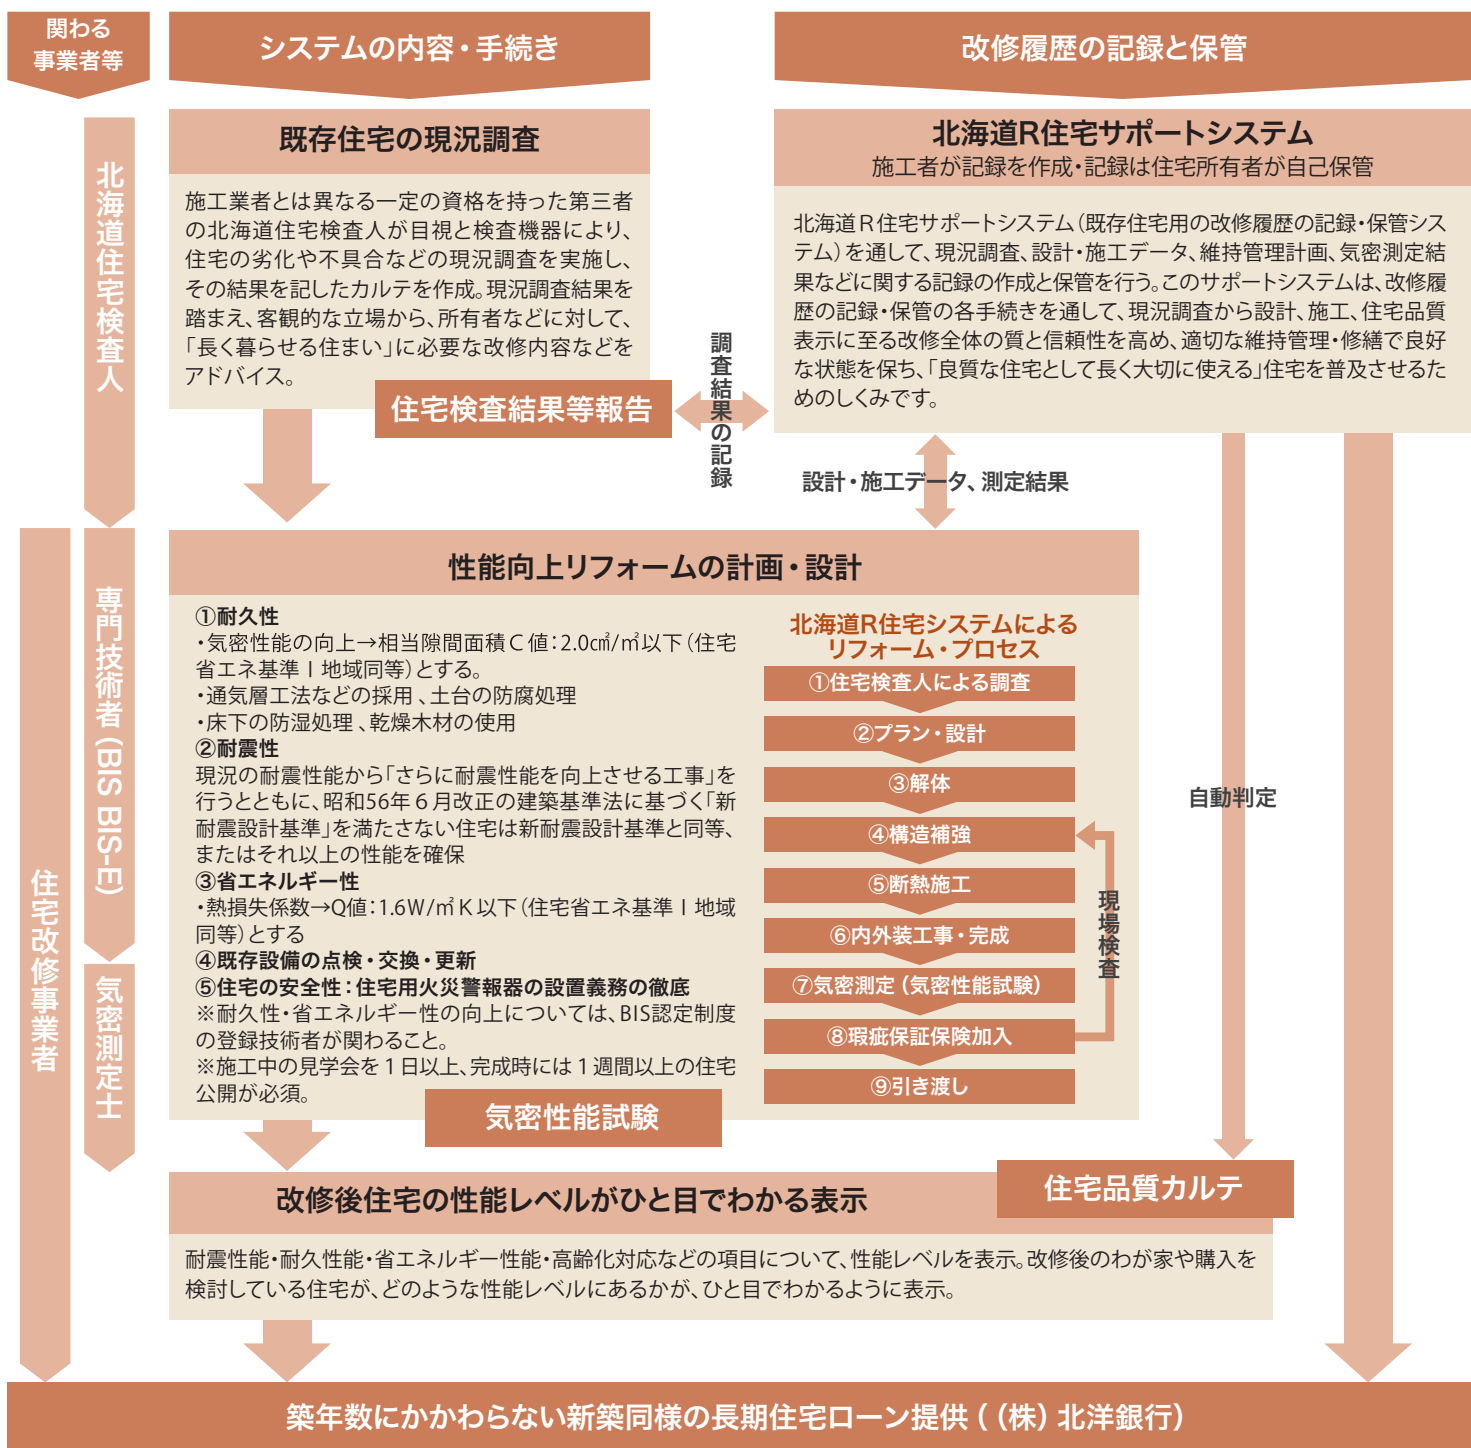 関わる
事業者等
システムの内容・手続き
改修履歴の記録と保管
北海道住宅検査人
専門技術者(BIS BIS-E)
気密測定士
住宅改修事業者
既存住宅の現況調査
施工業者とは異なる一定の資格を持った第三者
の北海道住宅検査人が目視と検査機器により、
住宅の劣化や不具合などの現況調査を実施し、
その結果を記したカルテを作成。現況調査結果を
踏まえ、客観的な立場から、所有者などに対して、
「長く暮らせる住まい」に必要な改修内容などを
アドバイス。
住宅検査結果等報告
調査結果の記録
北海道R住宅サポートシステム
施工者が記録を作成・記録は住宅所有者が自己保管
北海道R住宅サポートシステム(既存住宅用の改修履歴の記録・保管シス
テム)を通して、現況調査、設計・施工データ、維持管理計画、気密測定結
果などに関する記録の作成と保管を行う。このサポートシステムは、改修履
歴の記録・保管の各手続きを通して、現況調査から設計、施工、住宅品質
表示に至る改修全体の質と信頼性を高め、適切な維持管理・修繕で良好
な状態を保ち、「良質な住宅として長く大切に使える」住宅を普及させるた
めのしくみです。
設計・施工データ、測定結果
性能向上リフォームの計画・設計
①耐久性
・気密性能の向上→相当隙間面積C値:2.0㎠/㎡以下(住宅
省エネ基準Ⅰ地域同等)とする。
・通気層工法などの採用、土台の防腐処理
・床下の防湿処理、乾燥木材の使用
②耐震性
現況の耐震性能から「さらに耐震性能を向上させる工事」を
行うとともに、昭和56年6月改正の建築基準法に基づく「新
耐震設計基準」を満たさない住宅は新耐震設計基準と同等、
またはそれ以上の性能を確保
③省エネルギー性
・熱損失係数→Q値:1.6W/㎡K以下(住宅省エネ基準Ⅰ地域
同等)とする
④既存設備の点検・交換・更新
⑤住宅の安全性:住宅用火災警報器の設置義務の徹底
※耐久性・省エネルギー性の向上については、BIS認定制度
の登録技術者が関わること。
※施工中の見学会を1日以上、完成時には1週間以上の住宅
公開が必須。
気密性能試験
北海道R住宅システムによる
リフォーム・プロセス
①住宅検査人による調査
②プラン・設計
③解体
④構造補強
⑤断熱施工
⑥内外装工事・完成
⑦気密測定(気密性能試験)
⑧瑕疵保証保険加入
⑨引き渡し
現場検査
自動判定
住宅品質カルテ
改修後住宅の性能レベルがひと目でわかる表示
耐震性能・耐久性能・省エネルギー性能・高齢化対応などの項目について、性能レベルを表示。改修後のわが家や購入を
検討している住宅が、どのような性能レベルにあるかが、ひと目でわかるように表示。
築年数にかかわらない新築同様の長期住宅ローン提供((株)北洋銀行)